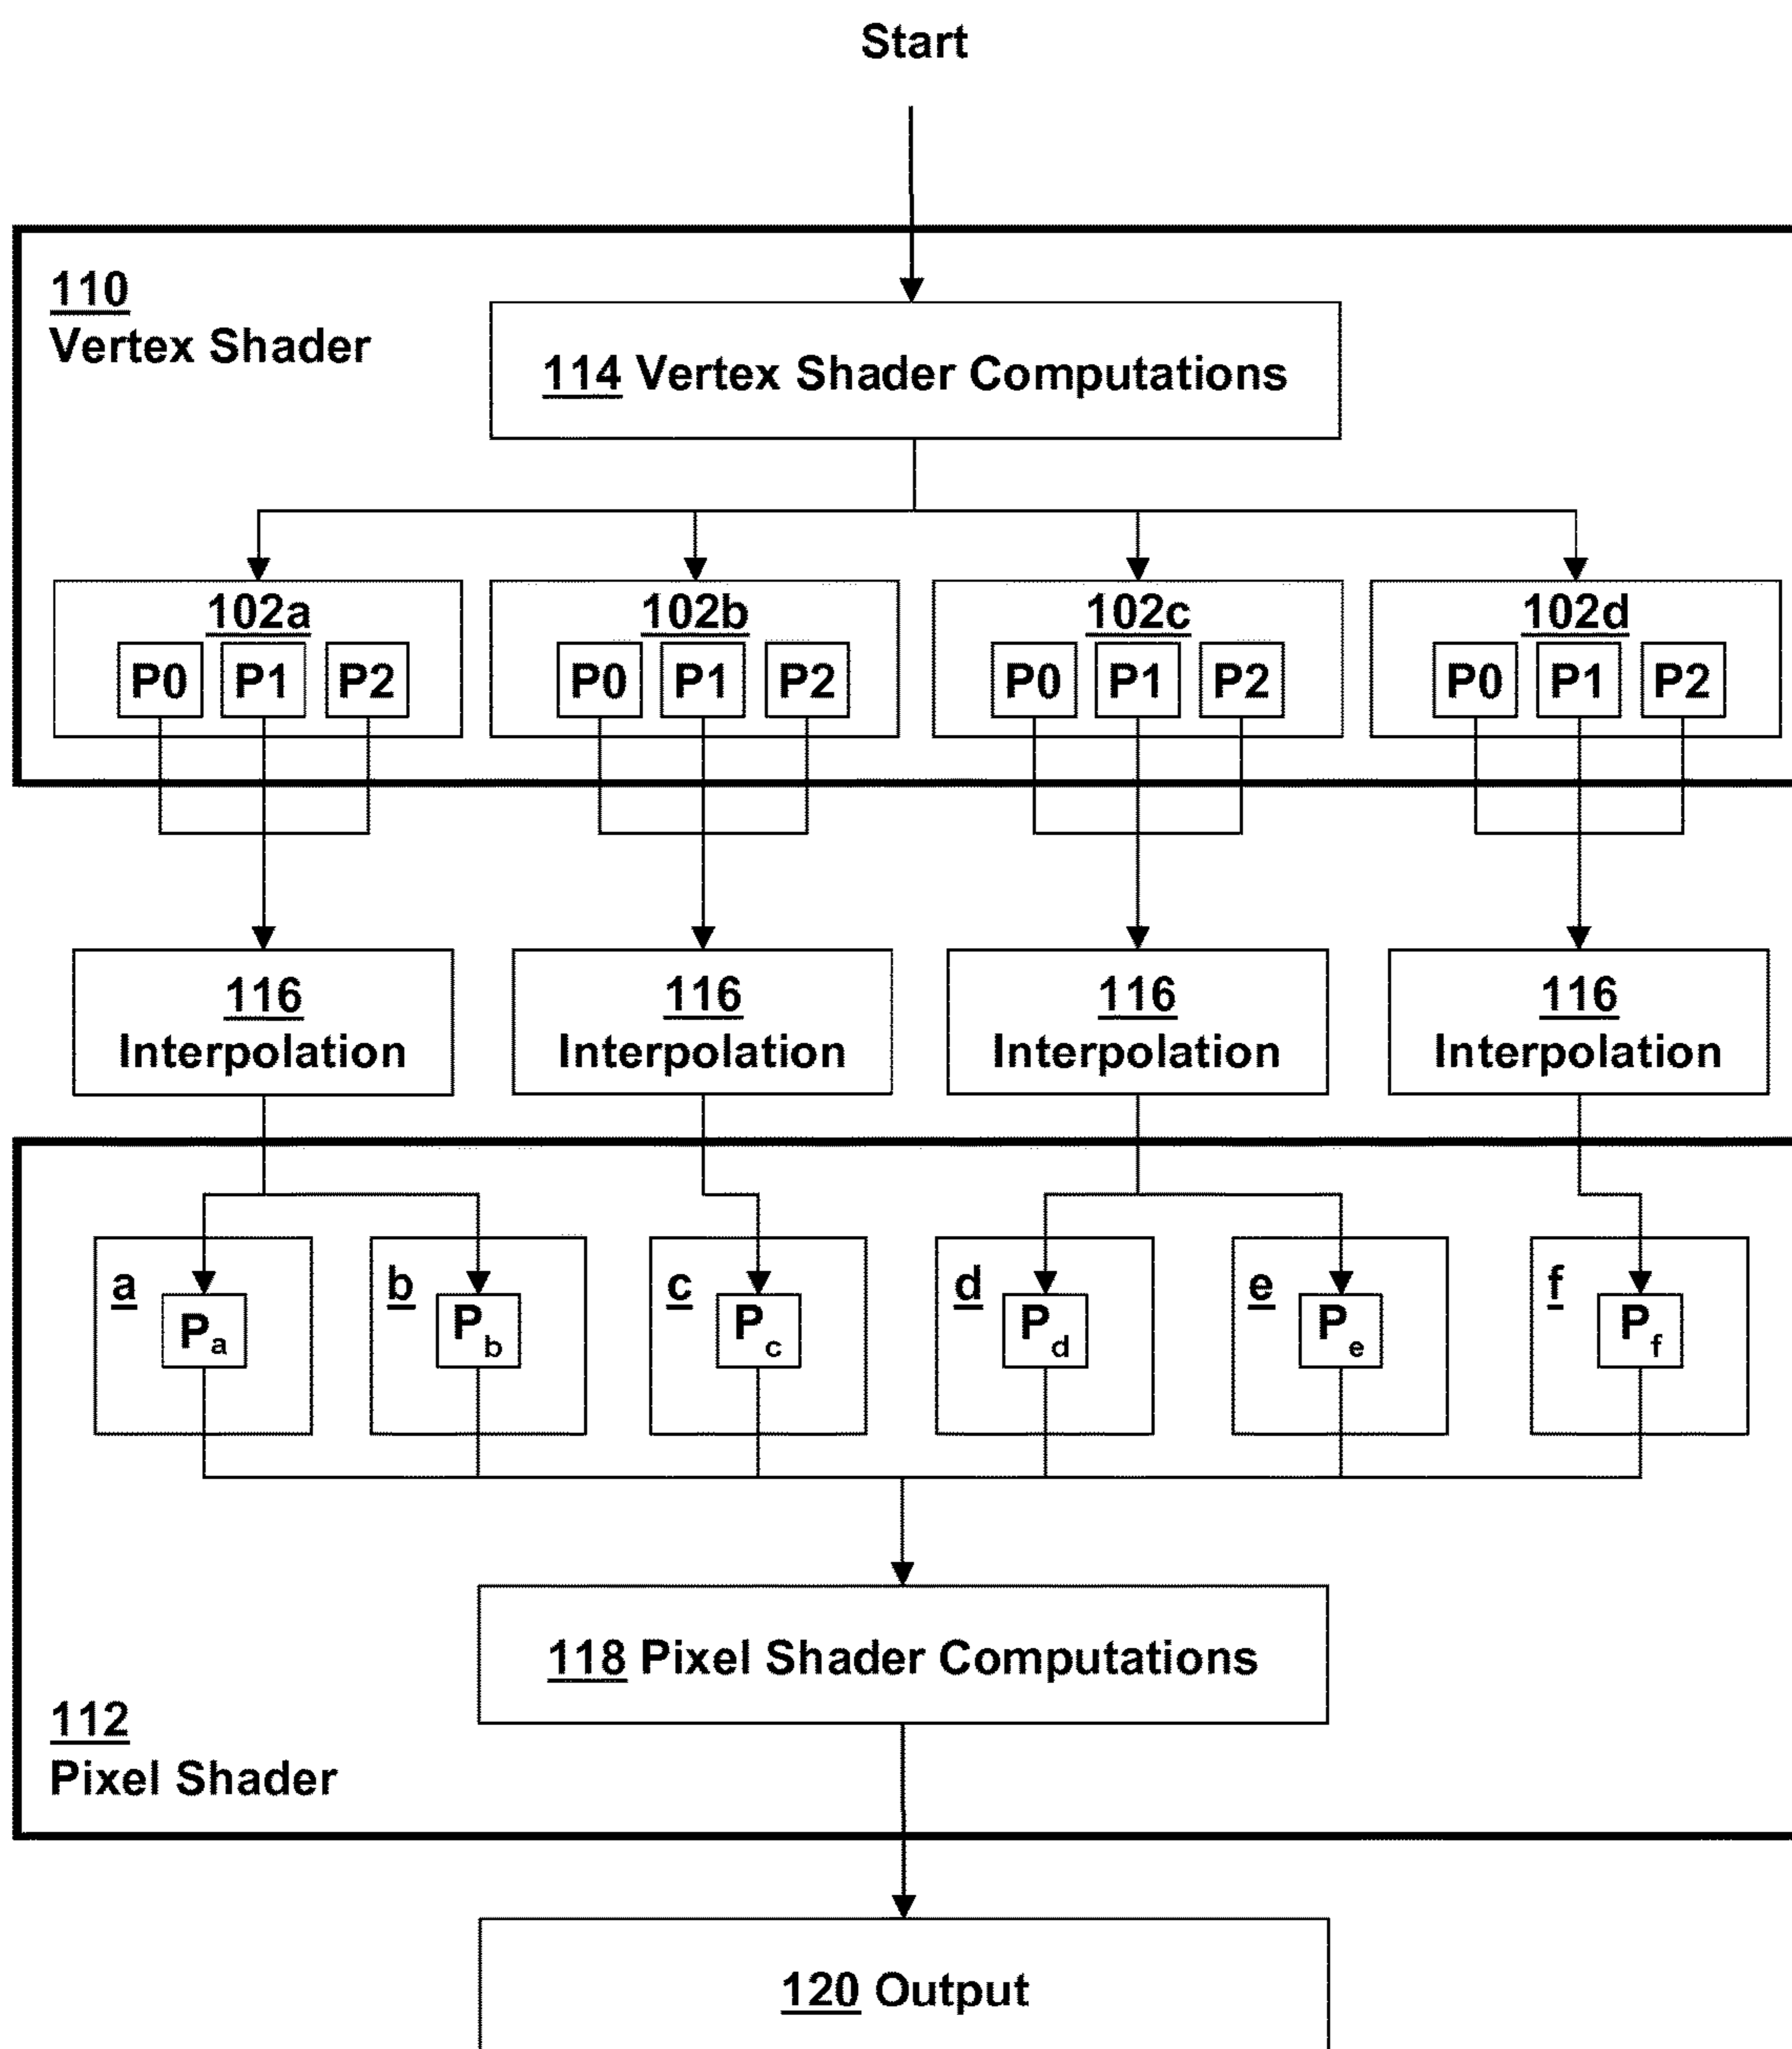 Start
110
Vertex Shader
114 Vertex Shader Computations
102a 102b 102c 102d
P0 P1 P2 P0 P1 P2 P0 P1 P2 P0 P1 P2
116 116 116 116
Interpolation Interpolation Interpolation Interpolation
a b c d e f
Pa Pb Pc Pd Pe Pf
118 Pixel Shader Computations
112
Pixel Shader
120 Output